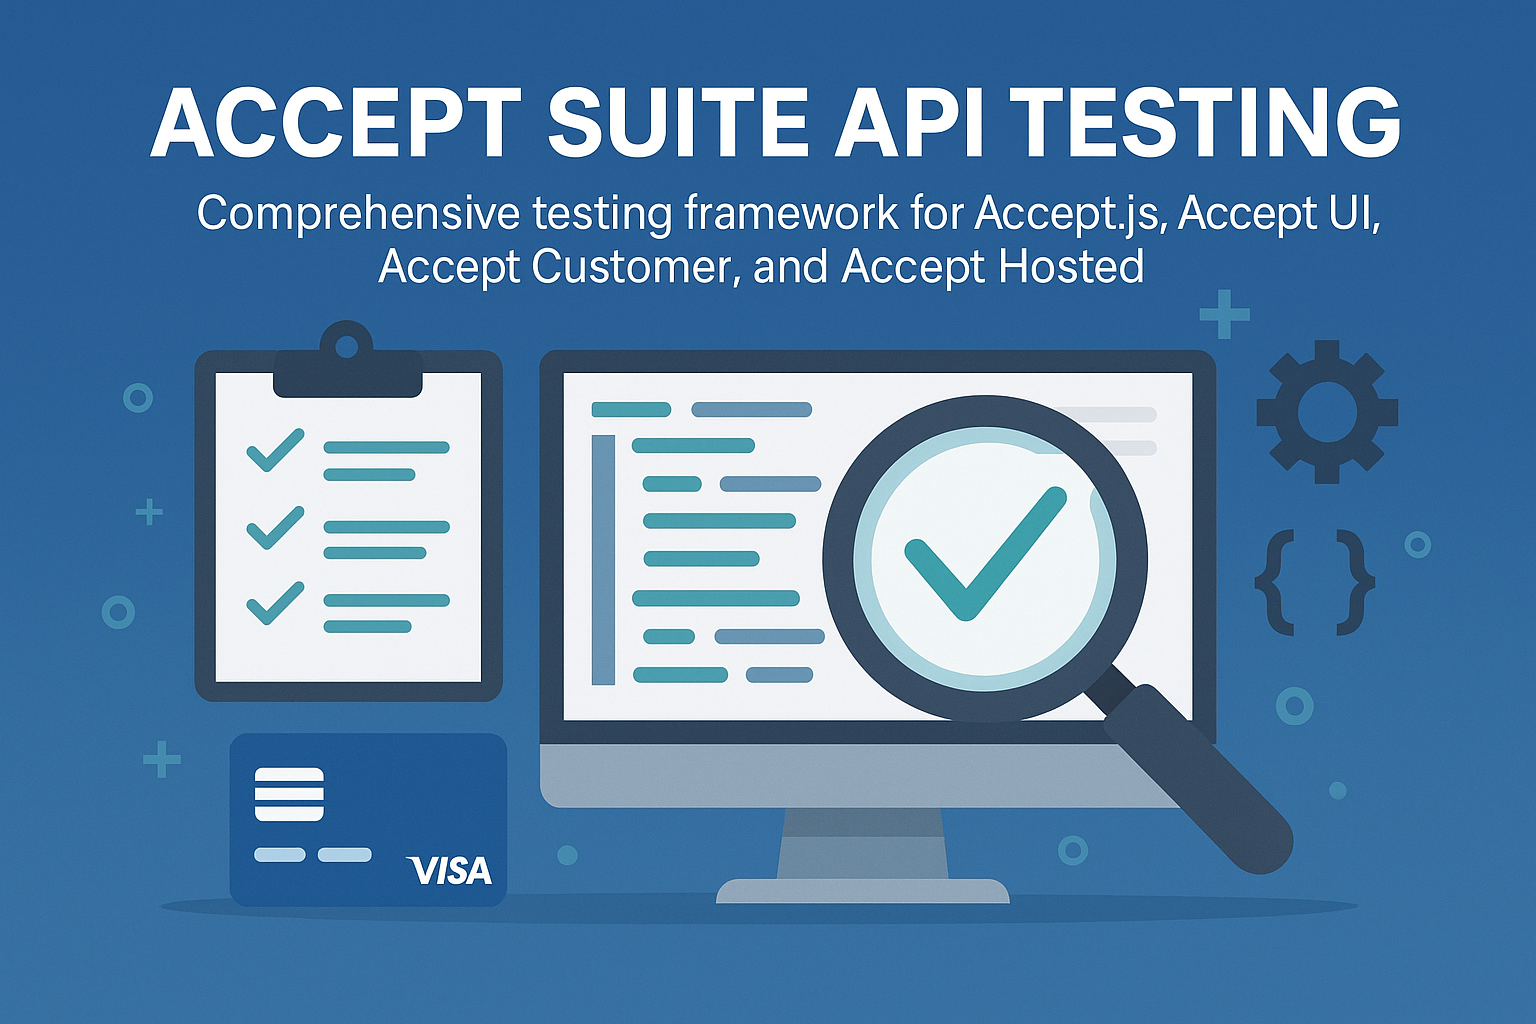 ACCEPT SUITE API TESTING
Comprehensive testing framework for Accept.js, Accept UI,
Accept Customer, and Accept Hosted
{ }
VISA